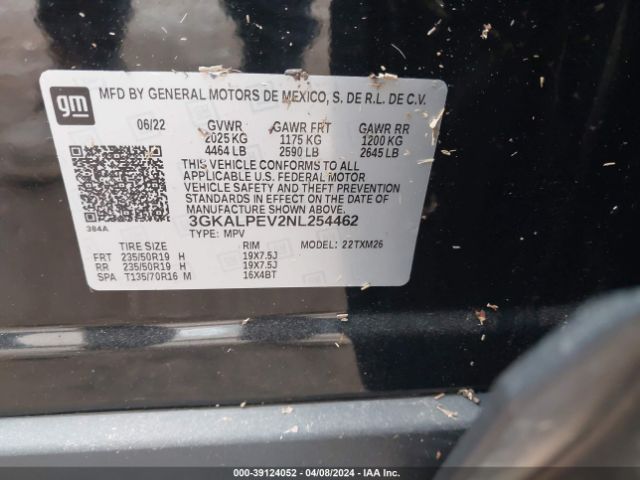 gm
MFD BY GENERAL MOTORS DE MEXICO, S. DE R.L. DE C.V.
06/22 GVWR GAWR FRT GAWR RR
2025 KG 1175 KG 1200 KG
4464 LB 2590 LB 2645 LB
THIS VEHICLE CONFORMS TO ALL
APPLICABLE U.S. FEDERAL MOTOR
VEHICLE SAFETY AND THEFT PREVENTION
STANDARDS IN EFFECT ON THE DATE OF
MANUFACTURE SHOWN ABOVE.
384A
3GKALPEV2NL254462
TYPE: MPV
TIRE SIZE RIM MODEL: 22TXM26
FRT 235/50R19 H 19X7.5J
RR 235/50R19 H 19X7.5J
SPA T135/70R16 M 16X4BT
000-39124052 - 04/08/2024 - IAA Inc.